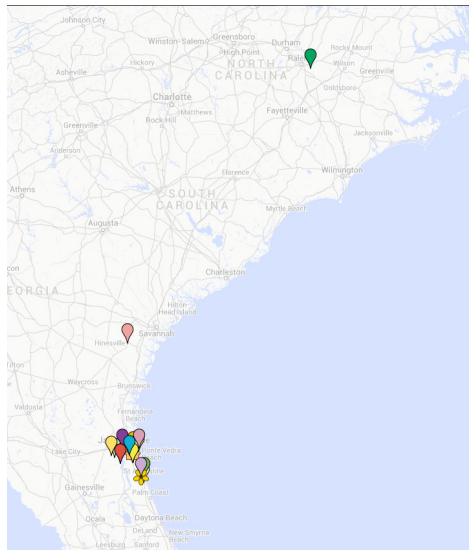 Johnson City
Winston-Salem
Greensboro
Durham
Rocky Mount
High Point
Hickory
Wilson
Asheville
NORTH
CAROLINA
Greenville
Goldsboro
Charlotte
Matthews
Fayetteville
Rock Hill
Greenville
Jacksonville
Anderson
Wilmington
Florence
Athens
SOUTH
CAROLINA
Myrtle Beach
Augusta
Charleston
Hilton
Head Island
Savannah
Hinesville
Waycross
Brunswick
Valdosta
Fernandina
Beach
Lake City
Gainesville
Palm Coast
Ocala
Daytona Beach
DeLand
New Smyrna
Beach
Leesburg
Sanford